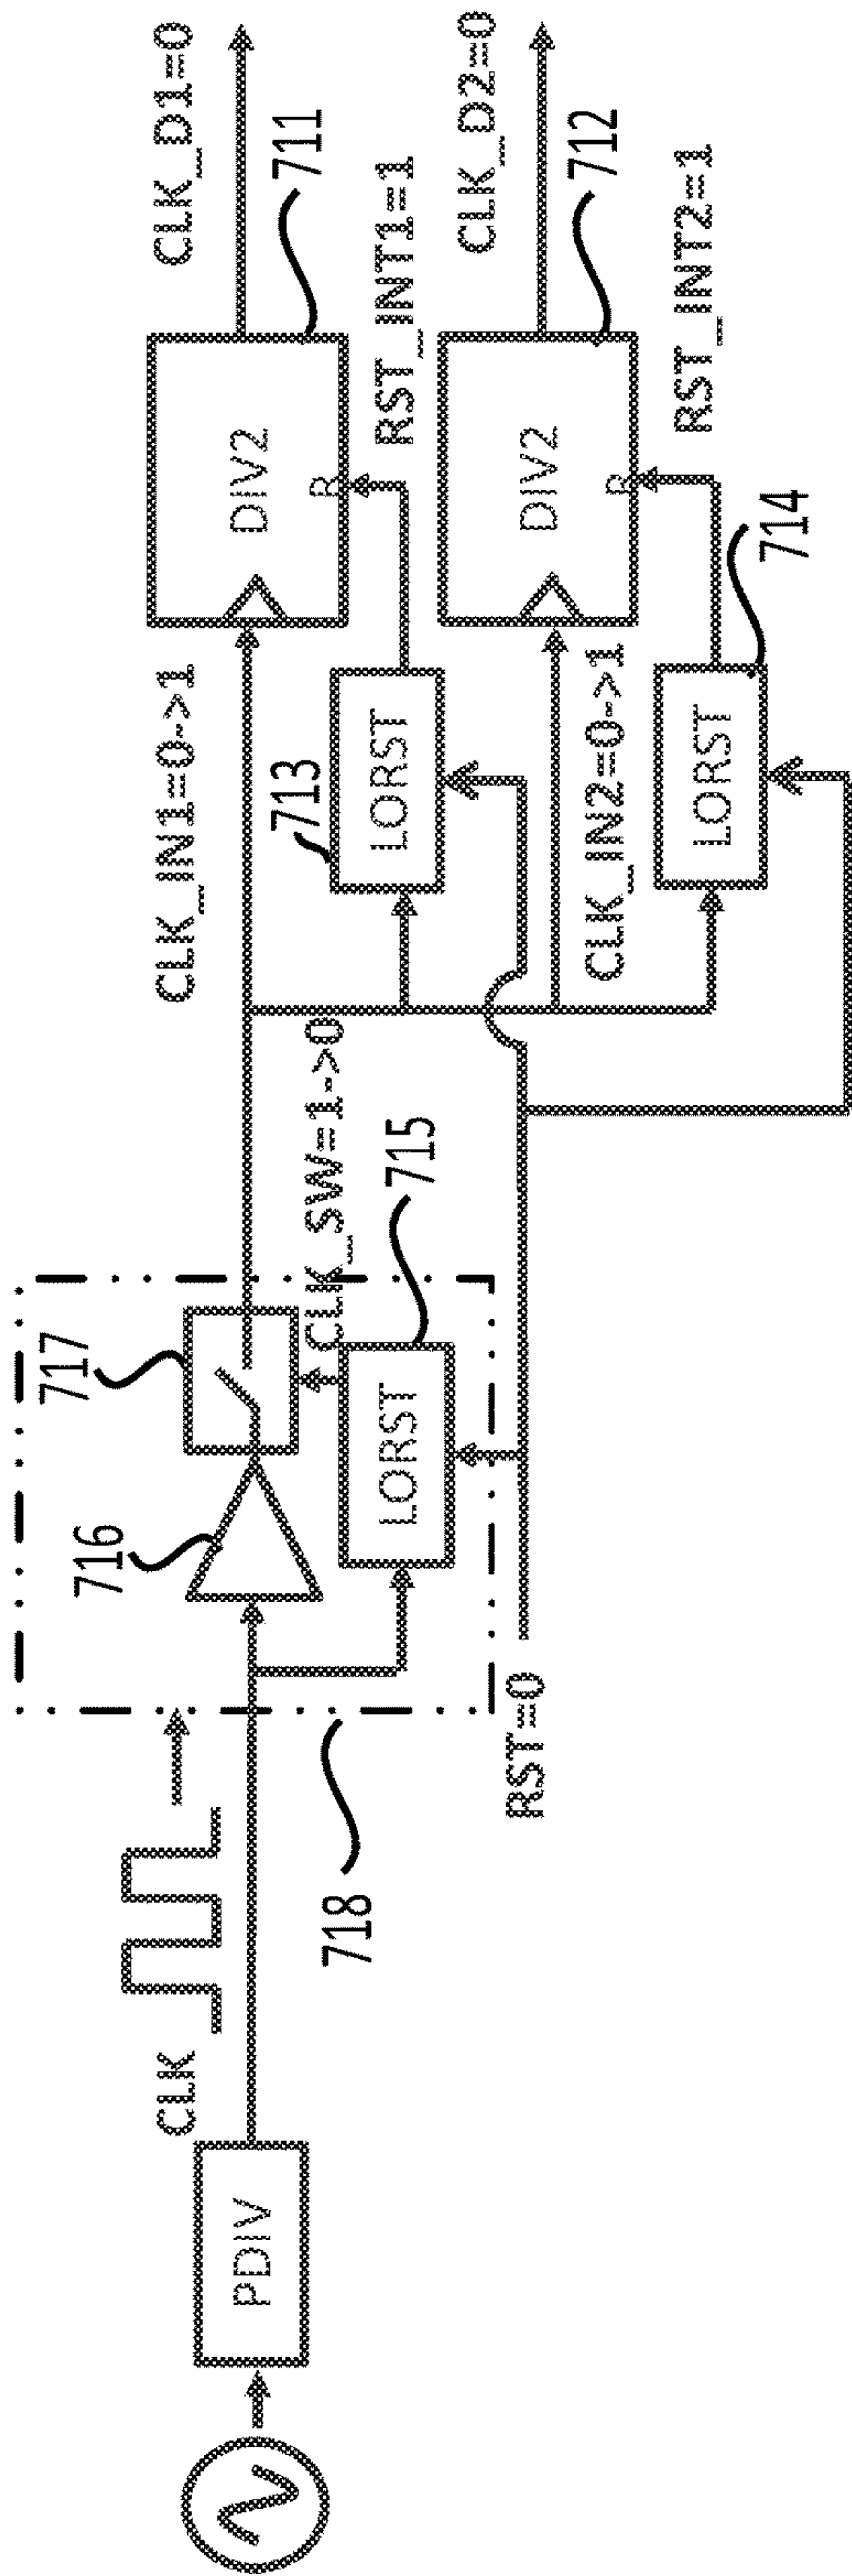 PDIV
CLK
718
716
717
LORST
715
CLK_SW=1->0
RST=0
CLK_IN1=0->1
713
LORST
DIV2
R
711
CLK_D1=0
RST_INT1=1
CLK_IN2=0->1
LORST
714
DIV2
R
712
CLK_D2=0
RST_INT2=1